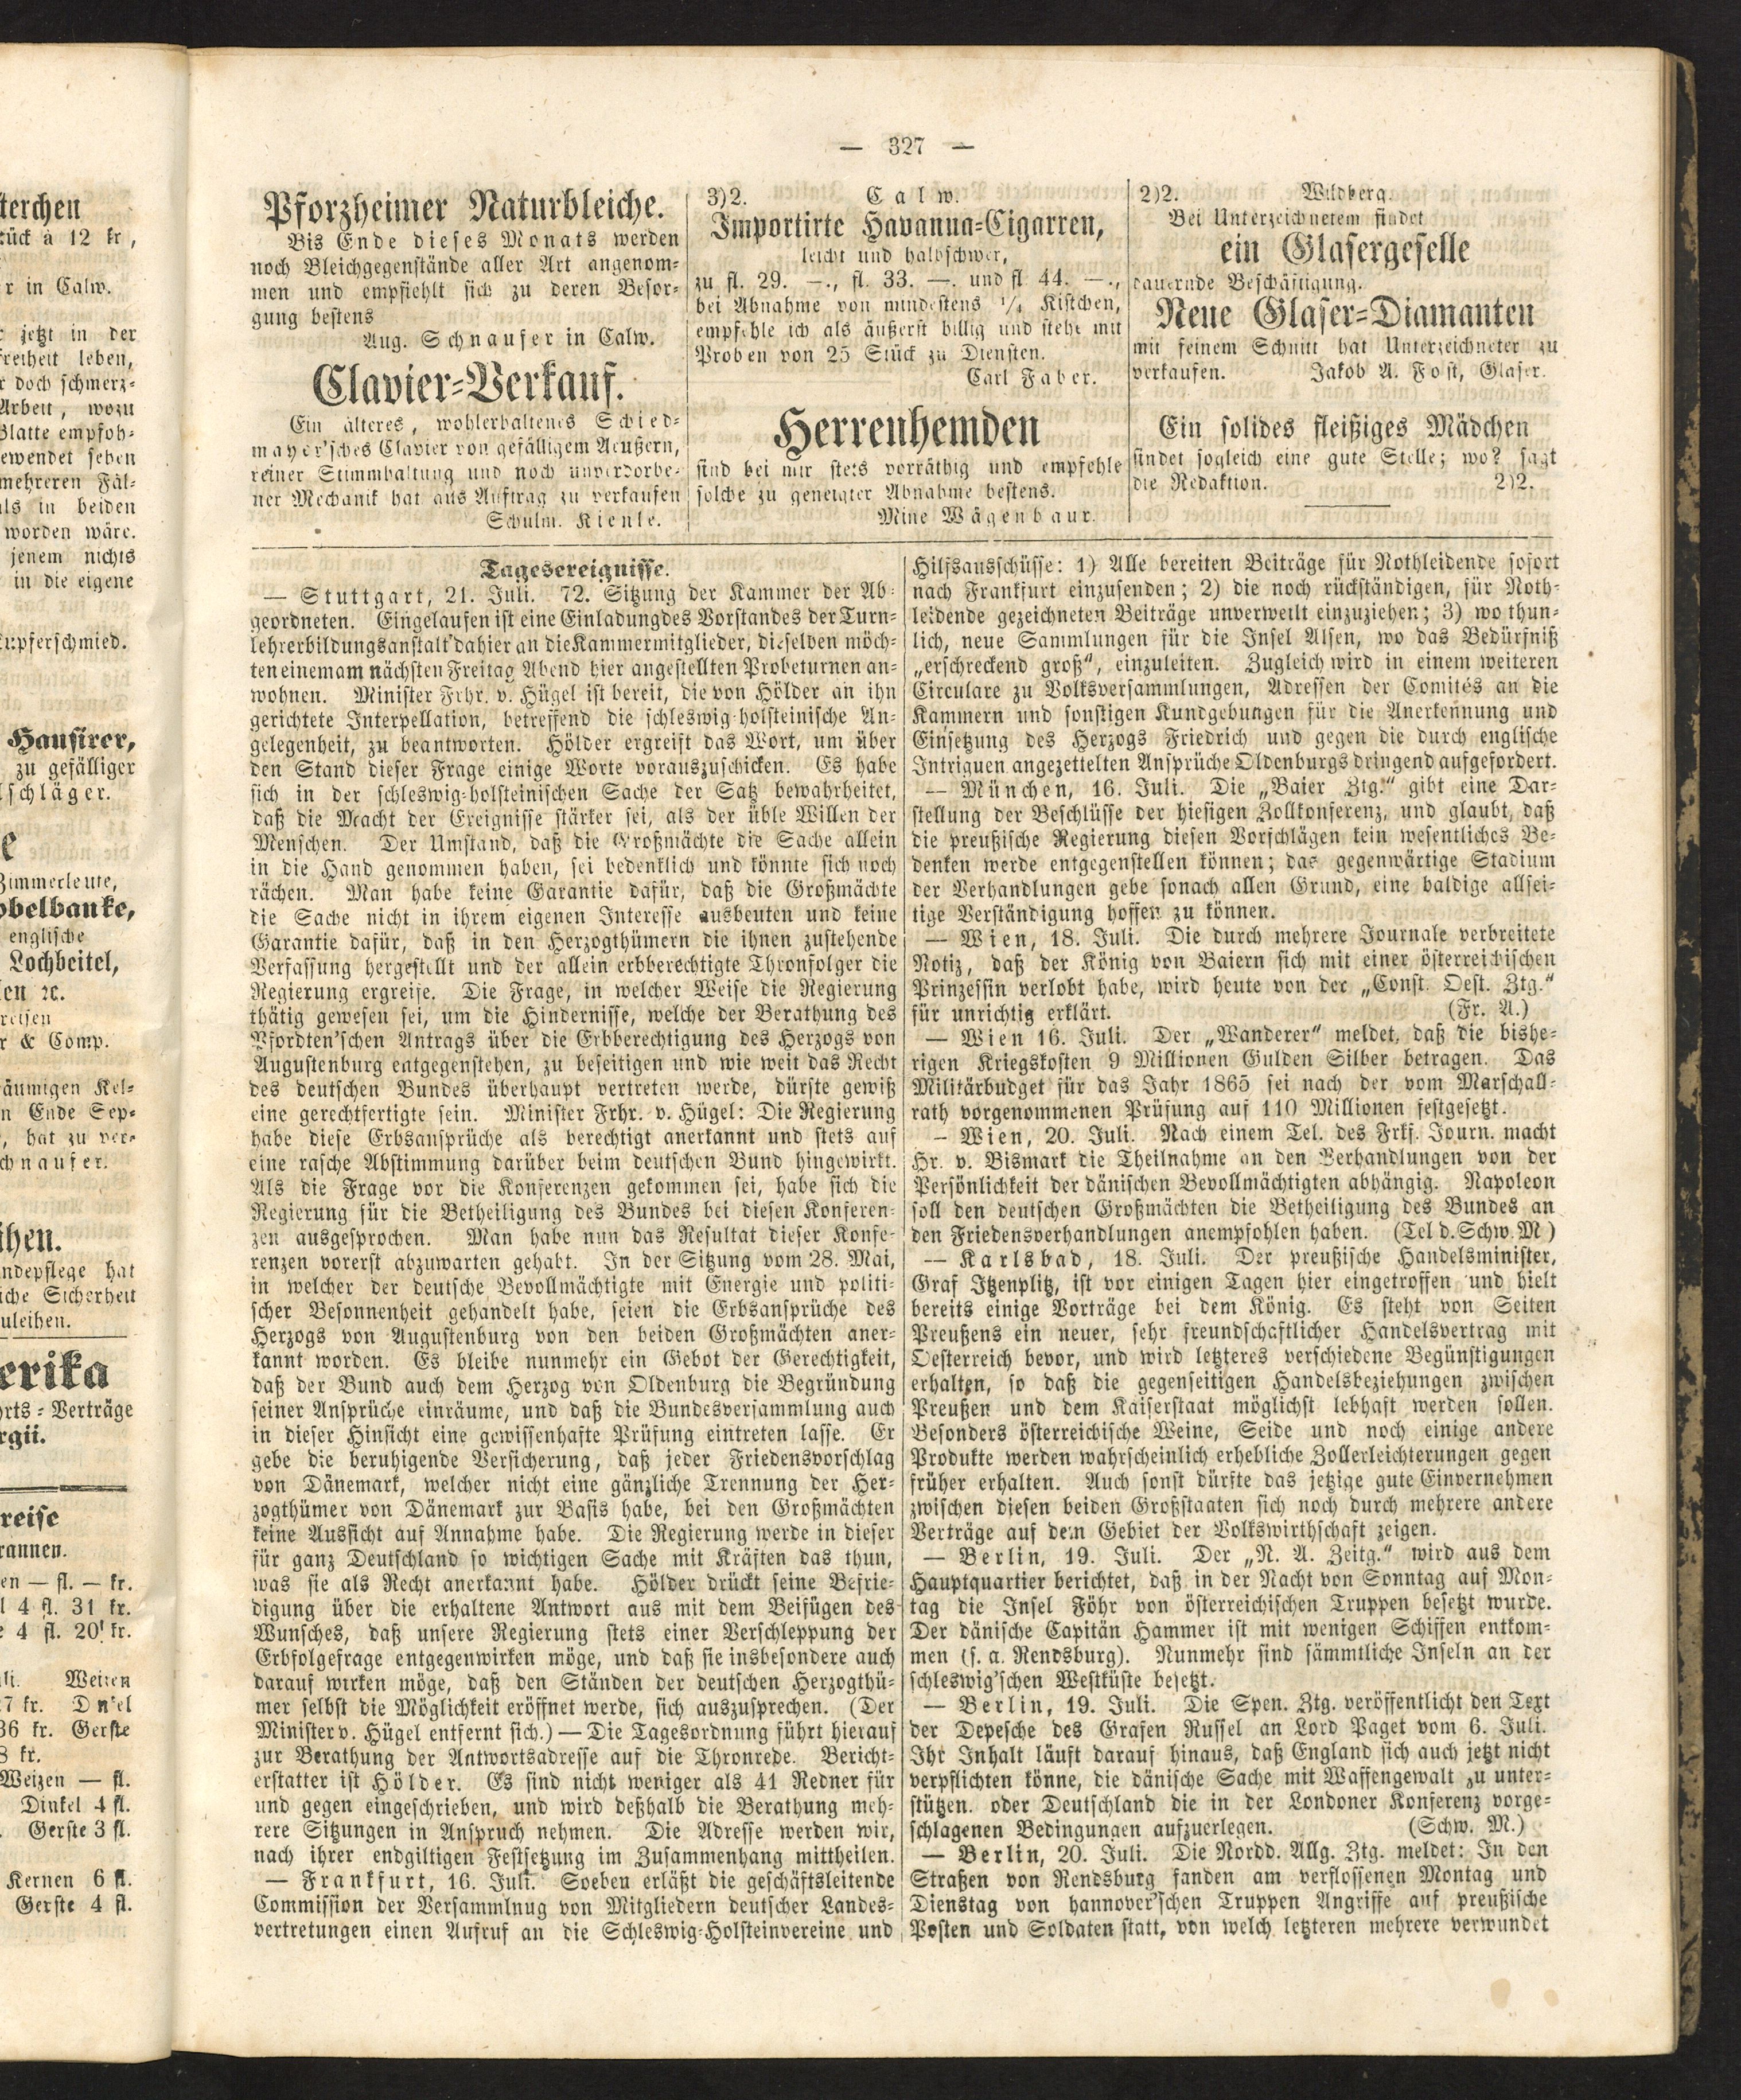 — 327 —
Pforzheimer Naturbleiche.
Bis Ende dieses Monats werden
noch Bleichgegenstände aller Art angenom-
men und empfiehlt sich zu deren Besor-
gung bestens
Aug. Schnaufer in Calw.
Clavier-Verkauf.
Ein älteres, wohlerhaltenes Schied-
mayer'sches Clavier von gefälligem Aeußern,
reiner Stimmhaltung und noch unverdorbe-
ner Mechanik hat aus Auftrag zu verkaufen
Schulm. Kienle.
3)2. Calw.
Importirte Havanna-Cigarren,
leicht und halbschwer,
zu fl. 29. —., fl. 33. —. und fl 44. —.,
bei Abnahme von mindestens 1/4 Kistchen,
empfehle ich als äußerst billig und stehe mit
Proben von 25 Stück zu Diensten.
Carl Faber.
Herrenhemden
sind bei mir stets vorräthig und empfehle
solche zu geneigter Abnahme bestens.
Mine Wägenbaur.
2)2. Wildberg.
Bei Unterzeichnetem findet
ein Glasergeselle
dauernde Beschäftigung.
Neue Glaser-Diamanten
mit feinem Schnitt hat Unterzeichneter zu
verkaufen. Jakob A. Fost, Glaser.
Ein solides fleißiges Mädchen
findet sogleich eine gute Stelle; wo? sagt
die Redaktion. 2)2.
Tagesereignisse.
— Stuttgart, 21. Juli. 72. Sitzung der Kammer der Ab-
geordneten. Eingelaufen ist eine Einladung des Vorstandes der Turn-
lehrerbildungsanstalt dahier an die Kammermitglieder, dieselben möch-
ten einem am nächsten Freitag Abend hier angestellten Probeturnen an-
wohnen. Minister Frhr. v. Hügel ist bereit, die von Hölder an ihn
gerichtete Interpellation, betreffend die schleswig-holsteinische An-
gelegenheit, zu beantworten. Hölder ergreift das Wort, um über
den Stand dieser Frage einige Worte vorauszuschicken. Es habe
sich in der schleswig-holsteinischen Sache der Satz bewahrheitet,
daß die Macht der Ereignisse stärker sei, als der üble Willen der
Menschen. Der Umstand, daß die Großmächte die Sache allein
in die Hand genommen haben, sei bedenklich und könnte sich noch
rächen. Man habe keine Garantie dafür, daß die Großmächte
die Sache nicht in ihrem eigenen Interesse ausbeuten und keine
Garantie dafür, daß in den Herzogthümern die ihnen zustehende
Verfassung hergestellt und der allein erbberechtigte Thronfolger die
Regierung ergreife. Die Frage, in welcher Weise die Regierung
thätig gewesen sei, um die Hindernisse, welche der Berathung des
Pfordten'schen Antrags über die Erbberechtigung des Herzogs von
Augustenburg entgegenstehen, zu beseitigen und wie weit das Recht
des deutschen Bundes überhaupt vertreten werde, dürfte gewiß
eine gerechtfertigte sein. Minister Frhr. v. Hügel: Die Regierung
habe diese Erbsansprüche als berechtigt anerkannt und stets auf
eine rasche Abstimmung darüber beim deutschen Bund hingewirkt.
Als die Frage vor die Konferenzen gekommen sei, habe sich die
Regierung für die Betheiligung des Bundes bei diesen Konferen-
zen ausgesprochen. Man habe nun das Resultat dieser Konfe-
renzen vorerst abzuwarten gehabt. In der Sitzung vom 28. Mai,
in welcher der deutsche Bevollmächtigte mit Energie und politi-
scher Besonnenheit gehandelt habe, seien die Erbsansprüche des
Herzogs von Augustenburg von den beiden Großmächten aner-
kannt worden. Es bleibe nunmehr ein Gebot der Gerechtigkeit,
daß der Bund auch dem Herzog von Oldenburg die Begründung
seiner Ansprüche einräume, und daß die Bundesversammlung auch
in dieser Hinsicht eine gewissenhafte Prüfung eintreten lasse. Er
gebe die beruhigende Versicherung, daß jeder Friedensvorschlag
von Dänemark, welcher nicht eine gänzliche Trennung der Her-
zogthümer von Dänemark zur Basis habe, bei den Großmächten
keine Aussicht auf Annahme habe. Die Regierung werde in dieser
für ganz Deutschland so wichtigen Sache mit Kräften das thun,
was sie als Recht anerkannt habe. Hölder drückt seine Befrie-
digung über die erhaltene Antwort aus mit dem Beifügen des
Wunsches, daß unsere Regierung stets einer Verschleppung der
Erbfolgefrage entgegenwirken möge, und daß sie insbesondere auch
darauf wirken möge, daß den Ständen der deutschen Herzogthü-
mer selbst die Möglichkeit eröffnet werde, sich auszusprechen. (Der
Minister v. Hügel entfernt sich.) — Die Tagesordnung führt hierauf
zur Berathung der Antwortsadresse auf die Thronrede. Bericht-
erstatter ist Hölder. Es sind nicht weniger als 41 Redner für
und gegen eingeschrieben, und wird deßhalb die Berathung meh-
rere Sitzungen in Anspruch nehmen. Die Adresse werden wir,
nach ihrer endgiltigen Festsetzung im Zusammenhang mittheilen.
— Frankfurt, 16. Juli. Soeben erläßt die geschäftsleitende
Commission der Versammlnug von Mitgliedern deutscher Landes-
vertretungen einen Aufruf an die Schleswig-Holsteinvereine und
Hilfsausschüsse: 1) Alle bereiten Beiträge für Nothleidende sofort
nach Frankfurt einzusenden; 2) die noch rückständigen, für Noth-
leidende gezeichneten Beiträge unverweilt einzuziehen; 3) wo thun-
lich, neue Sammlungen für die Insel Alsen, wo das Bedürfniß
„erschreckend groß“, einzuleiten. Zugleich wird in einem weiteren
Circulare zu Volksversammlungen, Adressen der Comités an die
Kammern und sonstigen Kundgebungen für die Anerkennung und
Einsetzung des Herzogs Friedrich und gegen die durch englische
Intriguen angezettelten Ansprüche Oldenburgs dringend aufgefordert.
— München, 16. Juli. Die „Baier Ztg.“ gibt eine Dar-
stellung der Beschlüsse der hiesigen Zollkonferenz, und glaubt, daß
die preußische Regierung diesen Vorschlägen kein wesentliches Be-
denken werde entgegenstellen können; das gegenwärtige Stadium
der Verhandlungen gebe sonach allen Grund, eine baldige allsei-
tige Verständigung hoffen zu können.
— Wien, 18. Juli. Die durch mehrere Journale verbreitete
Notiz, daß der König von Baiern sich mit einer österreichischen
Prinzessin verlobt habe, wird heute von der „Const. Oest. Ztg.“
für unrichtig erklärt. (Fr. A.)
— Wien 16. Juli. Der „Wanderer“ meldet, daß die bishe-
rigen Kriegskosten 9 Millionen Gulden Silber betragen. Das
Militärbudget für das Jahr 1865 sei nach der vom Marschall-
rath vorgenommenen Prüfung auf 110 Millionen festgesetzt.
– Wien, 20. Juli. Nach einem Tel. des Frkf. Journ. macht
Hr. v. Bismark die Theilnahme an den Verhandlungen von der
Persönlichkeit der dänischen Bevollmächtigten abhängig. Napoleon
soll den deutschen Großmächten die Betheiligung des Bundes an
den Friedensverhandlungen anempfohlen haben. (Tel d. Schw. M )
— Karlsbad, 18. Juli. Der preußische Handelsminister,
Graf Itzenplitz, ist vor einigen Tagen hier eingetroffen und hielt
bereits einige Vorträge bei dem König. Es steht von Seiten
Preußens ein neuer, sehr freundschaftlicher Handelsvertrag mit
Oesterreich bevor, und wird letzteres verschiedene Begünstigungen
erhalten, so daß die gegenseitigen Handelsbeziehungen zwischen
Preußen und dem Kaiserstaat möglichst lebhaft werden sollen.
Besonders österreichische Weine, Seide und noch einige andere
Produkte werden wahrscheinlich erhebliche Zollerleichterungen gegen
früher erhalten. Auch sonst dürfte das jetzige gute Einvernehmen
zwischen diesen beiden Großstaaten sich noch durch mehrere andere
Verträge auf dem Gebiet der Volkswirthschaft zeigen.
— Berlin, 19. Juli. Der „N. A. Zeitg.“ wird aus dem
Hauptquartier berichtet, daß in der Nacht von Sonntag auf Mon-
tag die Insel Föhr von österreichischen Truppen besetzt wurde.
Der dänische Capitän Hammer ist mit wenigen Schiffen entkom-
men (s. a. Rendsburg). Nunmehr sind sämmtliche Inseln an der
schleswig'schen Westküste besetzt.
— Berlin, 19. Juli. Die Spen. Ztg. veröffentlicht den Text
der Depesche des Grafen Russel an Lord Paget vom 6. Juli.
Ihr Inhalt läuft darauf hinaus, daß England sich auch jetzt nicht
verpflichten könne, die dänische Sache mit Waffengewalt zu unter-
stützen. oder Deutschland die in der Londoner Konferenz vorge-
schlagenen Bedingungen aufzuerlegen. (Schw. M.)
— Berlin, 20. Juli. Die Nordd. Allg. Ztg. meldet: In den
Straßen von Rendsburg fanden am verflossenen Montag und
Dienstag von hannover'schen Truppen Angriffe auf preußische
Posten und Soldaten statt, von welch letzteren mehrere verwundet